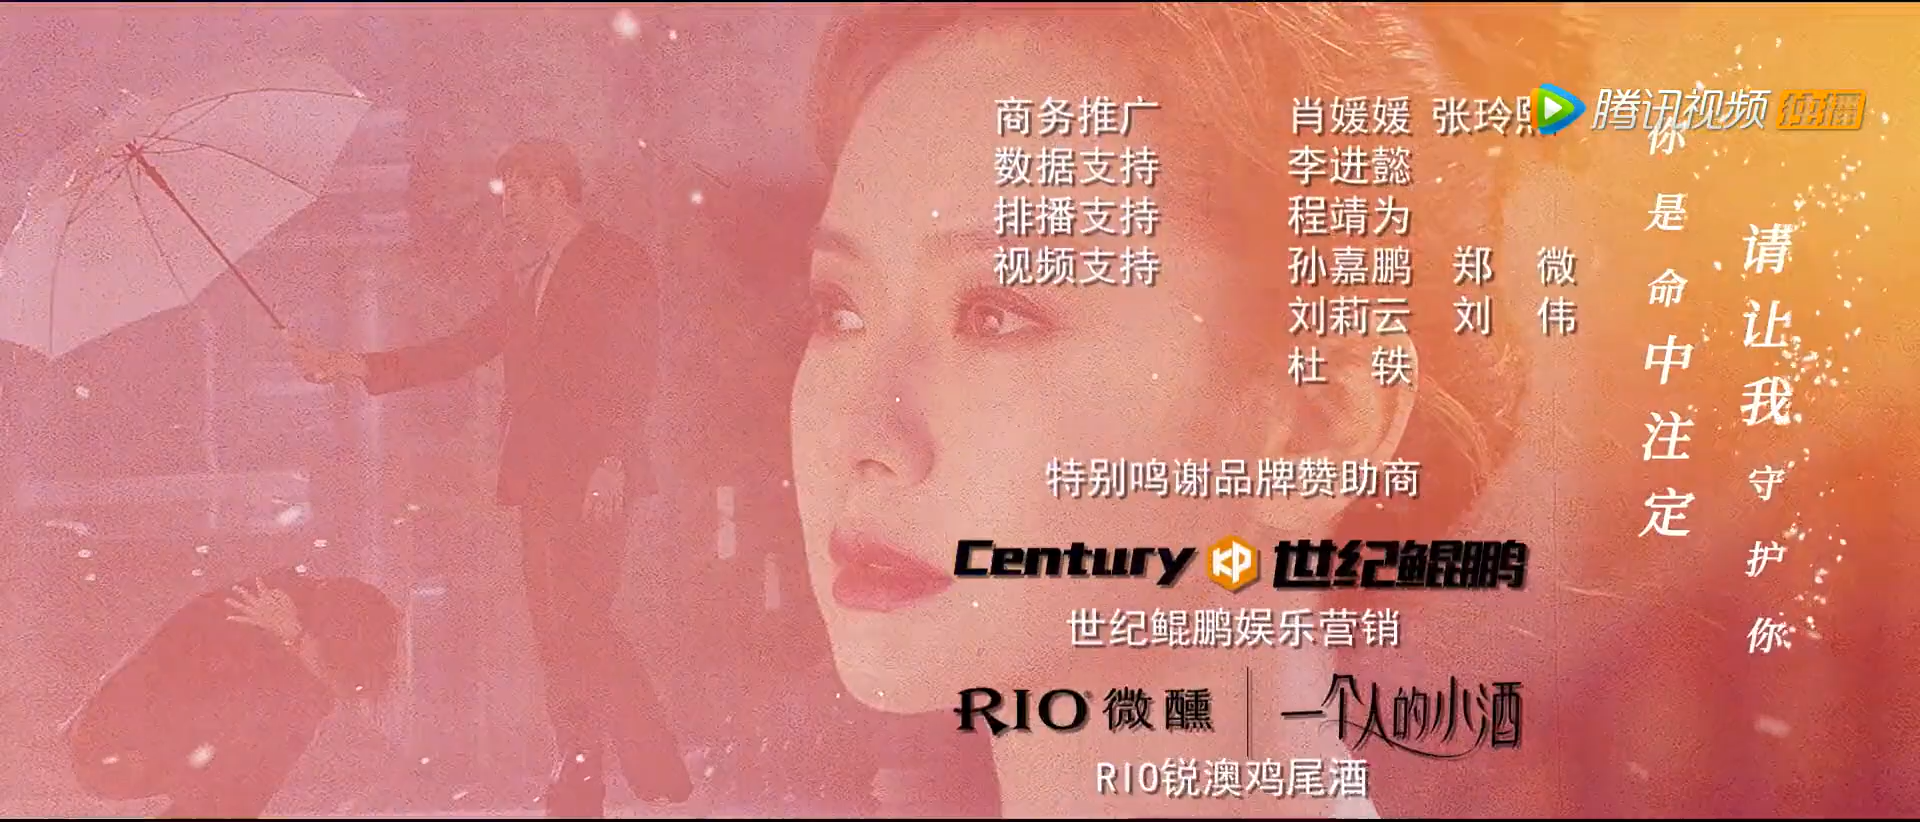 商务推广 肖媛媛 张玲熙
数据支持 李进懿
排播支持 程靖为
视频支持 孙嘉鹏 郑 微
刘莉云 刘 伟
杜 轶
特别鸣谢品牌赞助商
Century KP 世纪鲲鹏
世纪鲲鹏娱乐营销
RIO 微醺 一个人的小酒
RIO锐澳鸡尾酒
腾讯视频 独播
请让我守护你
你是命中注定